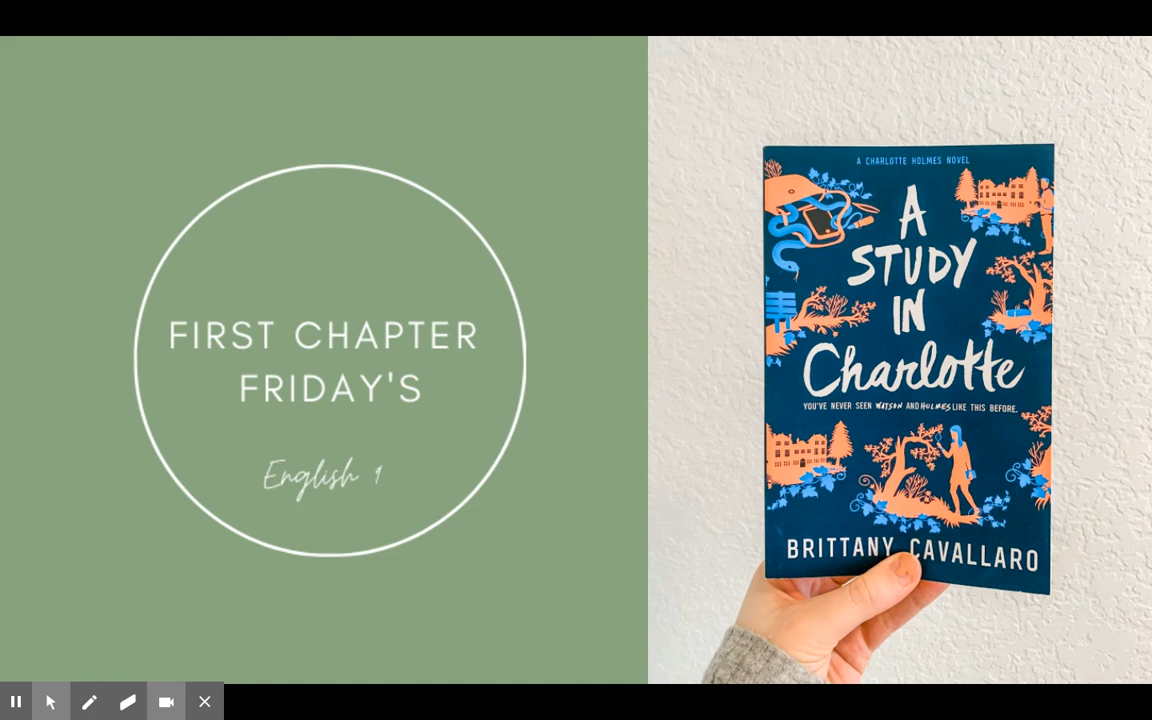 FIRST CHAPTER
FRIDAY'S
English 9
A CHARLOTTE HOLMES NOVEL
A
STUDY
IN
Charlotte
YOU'VE NEVER SEEN WATSON AND HOLMES LIKE THIS BEFORE.
BRITTANY CAVALLARO